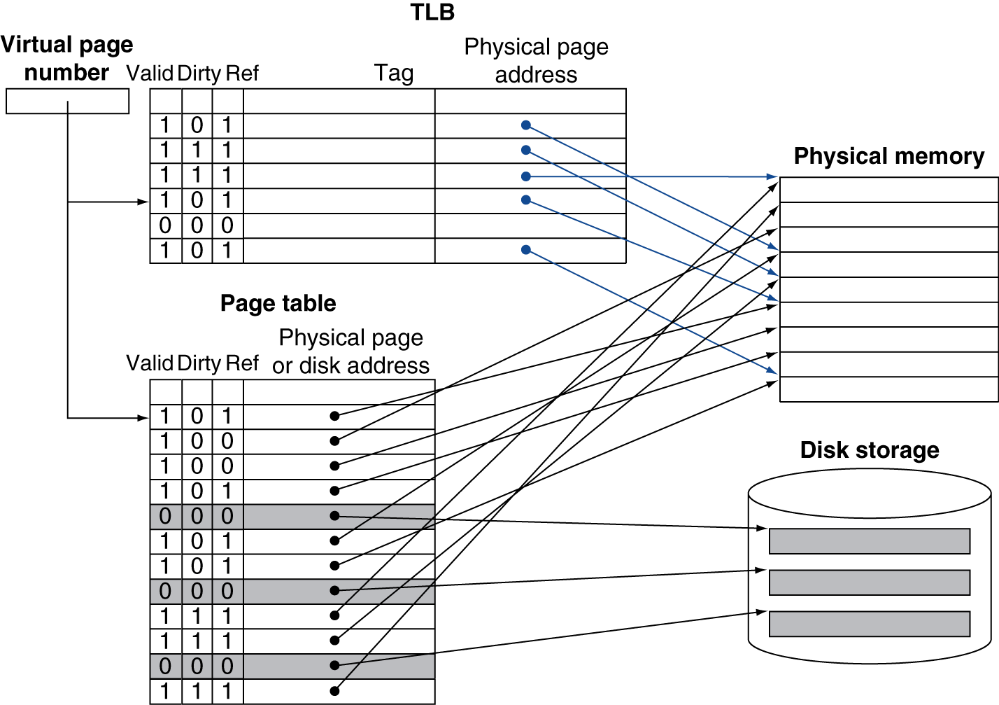 TLB
Virtual page
number
Valid Dirty Ref
Tag
Physical page
address
1 0 1
1 1 1
1 1 1
1 0 1
0 0 0
1 0 1
Physical memory
Page table
Physical page
or disk address
Valid Dirty Ref
1 0 1
1 0 0
1 0 0
1 0 1
0 0 0
1 0 1
1 0 1
0 0 0
1 1 1
1 1 1
0 0 0
1 1 1
Disk storage